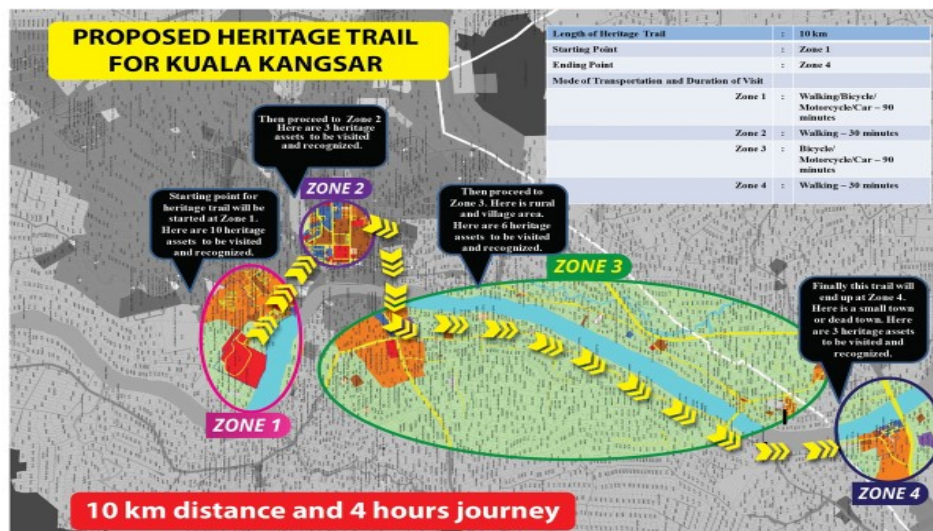 PROPOSED HERITAGE TRAIL
FOR KUALA KANGSAR
Length of Heritage Trail : 10 km
Starting Point : Zone 1
Ending Point : Zone 4
Mode of Transportation and Duration of Visit
Zone 1 : Walking/Bicycle/
Motorcycle/Car – 90
minutes
Zone 2 : Walking – 30 minutes
Zone 3 : Bicycle/
Motorcycle/Car – 90
minutes
Zone 4 : Walking – 30 minutes
Then proceed to Zone 2
Here are 3 heritage
assets to be visited
and recognized.
ZONE 2
Starting point for
heritage trail will be
started at Zone 1.
Here are 10 heritage
assets to be visited
and recognized.
ZONE 1
Then proceed to
Zone 3. Here is rural
and village area.
Here are 6 heritage
assets to be visited
and recognized.
ZONE 3
Finally this trail will
end up at Zone 4.
Here is a small town
or dead town. Here
are 3 heritage assets
to be visited and
recognized.
ZONE 4
10 km distance and 4 hours journey